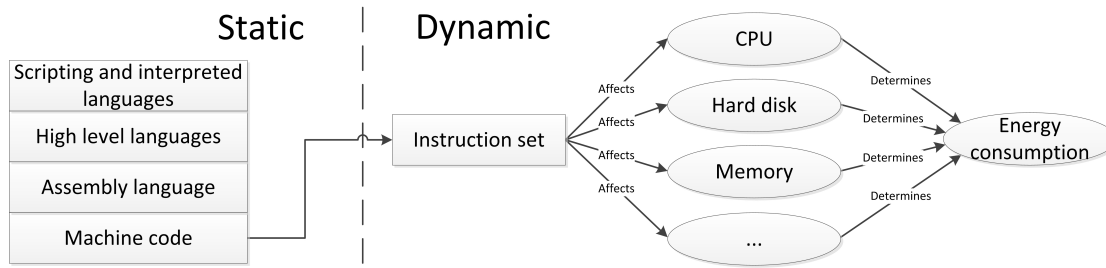 Static
Dynamic
Scripting and interpreted
languages
High level languages
Assembly language
Machine code
Instruction set
Affects
Affects
Affects
Affects
CPU
Hard disk
Memory
...
Determines
Determines
Determines
Determines
Energy
consumption